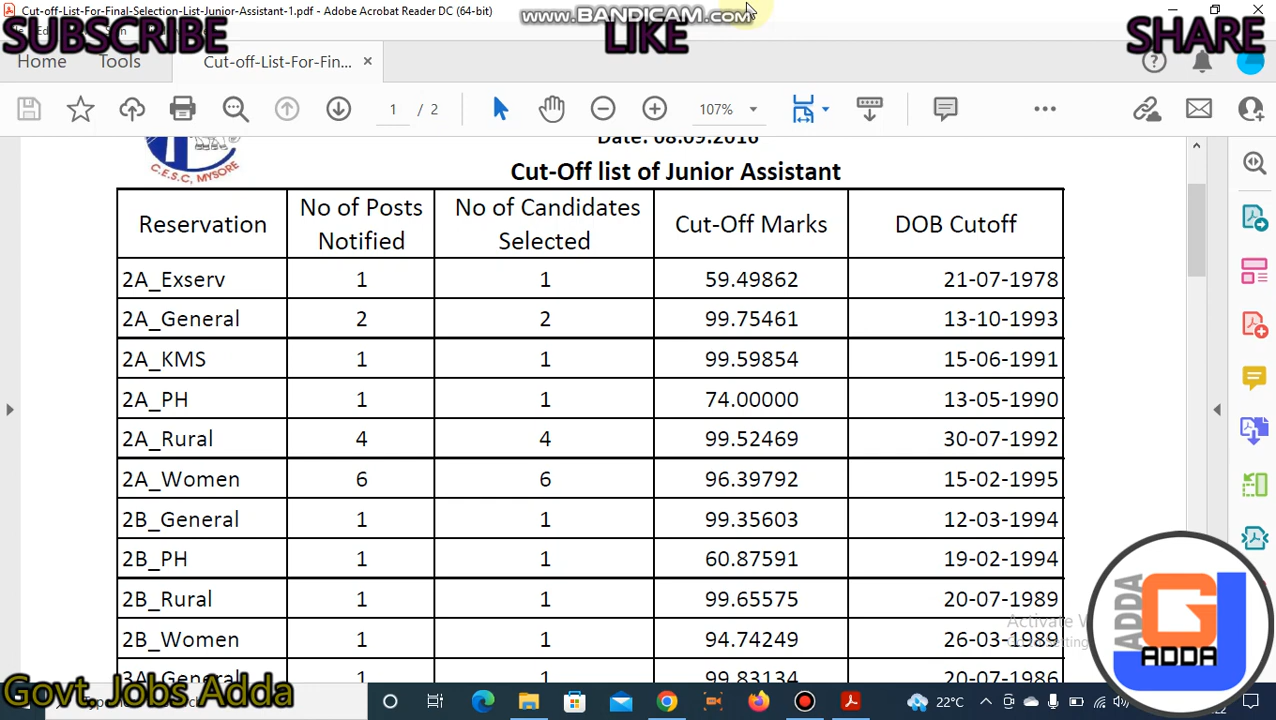 Cut-off-List-For-Final-Selection-List-Junior-Assistant-1.pdf - Adobe Acrobat Reader DC (64-bit)
www.BANDICAM.com
SUBSCRIBE
LIKE
SHARE
Home
Tools
Cut-off-List-For-Fin...
1 / 2
107%
Date: 08.09.2016
C.E.S.C, MYSORE
Cut-Off list of Junior Assistant
Reservation No of Posts Notified No of Candidates Selected Cut-Off Marks DOB Cutoff
2A_Exserv 1 1 59.49862 21-07-1978
2A_General 2 2 99.75461 13-10-1993
2A_KMS 1 1 99.59854 15-06-1991
2A_PH 1 1 74.00000 13-05-1990
2A_Rural 4 4 99.52469 30-07-1992
2A_Women 6 6 96.39792 15-02-1995
2B_General 1 1 99.35603 12-03-1994
2B_PH 1 1 60.87591 19-02-1994
2B_Rural 1 1 99.65575 20-07-1989
2B_Women 1 1 94.74249 26-03-1989
3A_General 1 1 99.83134 20-07-1986
Activate
ADDA
GJ
ADDA
Govt. Jobs Adda
22°C